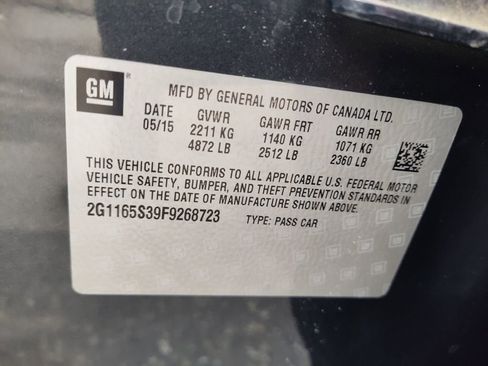 GM
MFD BY GENERAL MOTORS OF CANADA LTD.
DATE GVWR GAWR FRT GAWR RR
05/15 2211 KG 1140 KG 1071 KG
4872 LB 2512 LB 2360 LB
THIS VEHICLE CONFORMS TO ALL APPLICABLE U.S. FEDERAL MOTOR
VEHICLE SAFETY, BUMPER, AND THEFT PREVENTION STANDARDS IN
EFFECT ON THE DATE OF MANUFACTURE SHOWN ABOVE.
2G1165S39F9268723 TYPE: PASS CAR